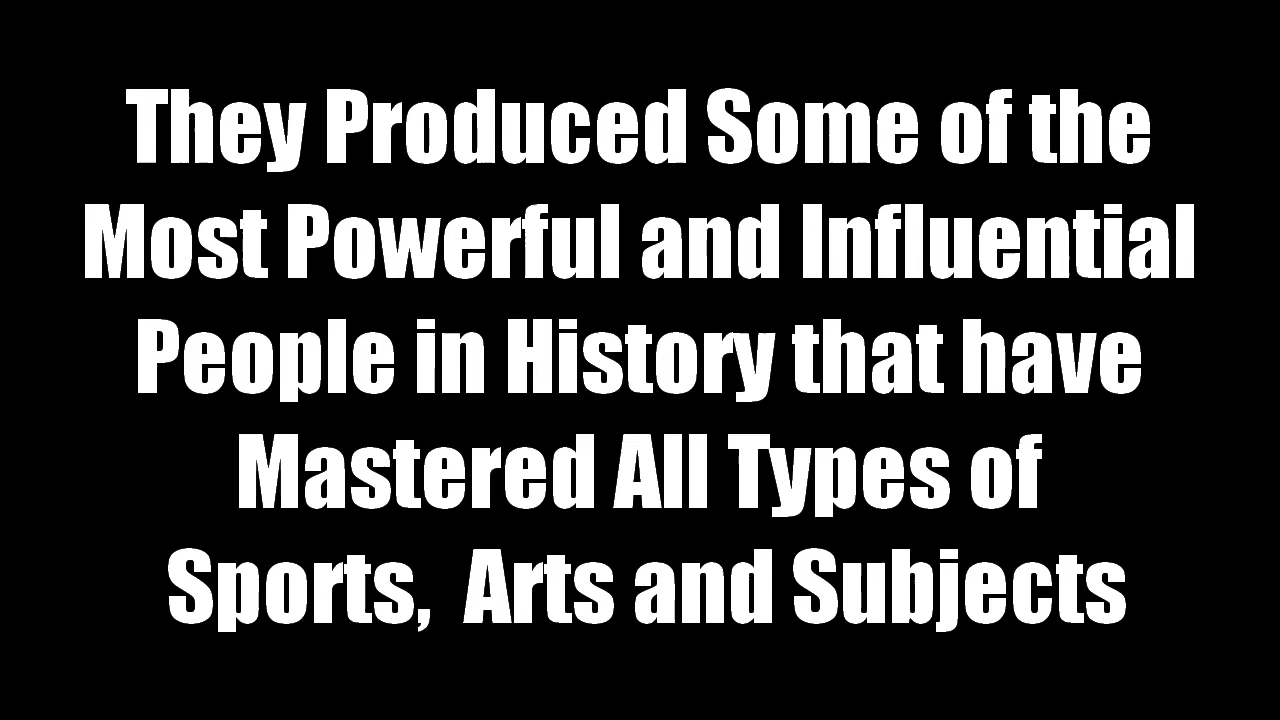 They Produced Some of the
Most Powerful and Influential
People in History that have
Mastered All Types of
Sports,  Arts and Subjects